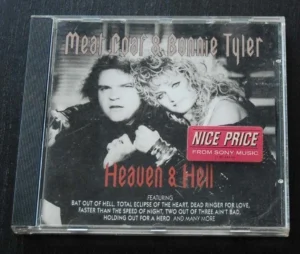 Meat Loaf & Bonnie Tyler
NICE PRICE
FROM SONY MUSIC
Heaven & Hell
FEATURING
BAT OUT OF HELL, TOTAL ECLIPSE OF THE HEART, DEAD RINGER FOR LOVE,
FASTER THAN THE SPEED OF NIGHT, TWO OUT OF THREE AIN'T BAD,
HOLDING OUT FOR A HERO AND MANY MORE